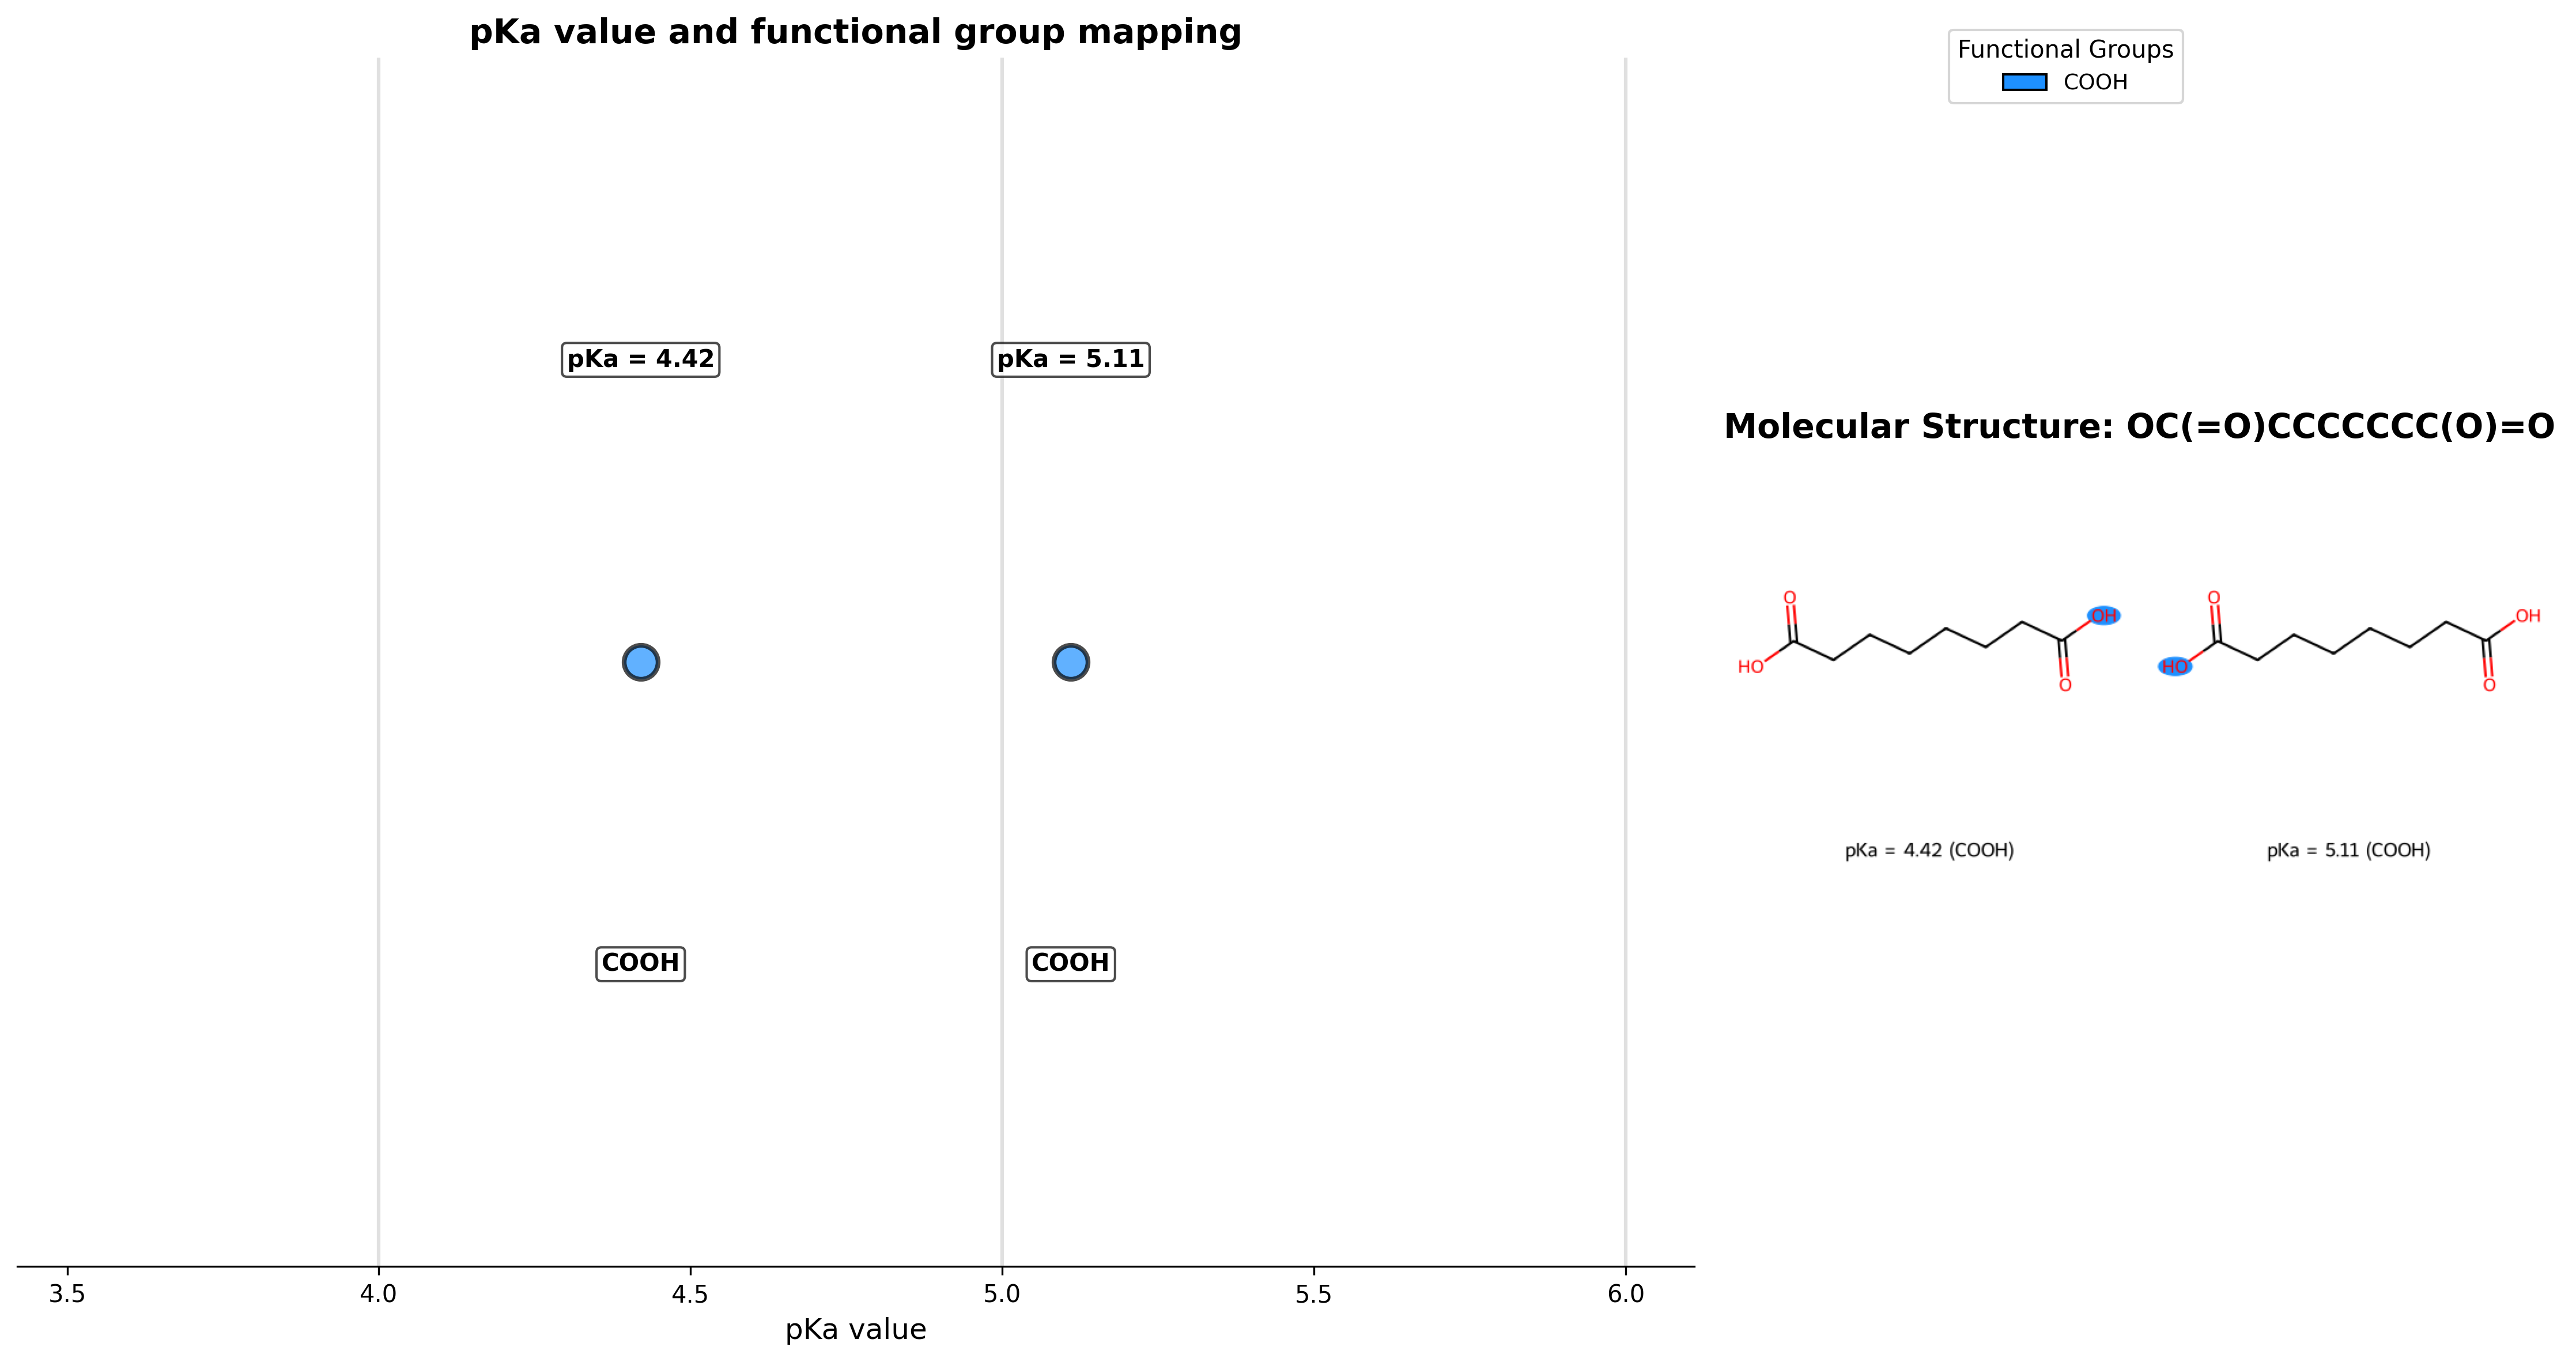 pKa value and functional group mapping
Functional Groups
COOH
pKa = 4.42
pKa = 5.11
Molecular Structure: OC(=O)CCCCCCC(O)=O
O
OH
HO
O
O
OH
HO
O
pKa = 4.42 (COOH)
pKa = 5.11 (COOH)
COOH
COOH
3.5
4.0
4.5
5.0
5.5
6.0
pKa value